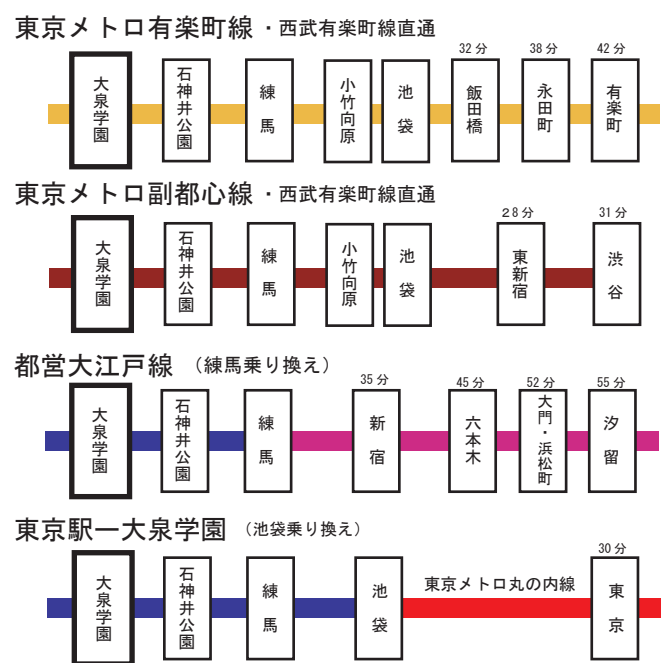 東京メトロ有楽町線・西武有楽町線直通
32分 38分 42分
大泉学園 石神井公園 練馬 小竹向原 池袋 飯田橋 永田町 有楽町
東京メトロ副都心線・西武有楽町線直通
28分 31分
大泉学園 石神井公園 練馬 小竹向原 池袋 東新宿 渋谷
都営大江戸線 (練馬乗り換え)
35分 45分 52分 55分
大泉学園 石神井公園 練馬 新宿 六本木 大門・浜松町 汐留
東京駅ー大泉学園 (池袋乗り換え)
30分
大泉学園 石神井公園 練馬 池袋 東京メトロ丸の内線 東京